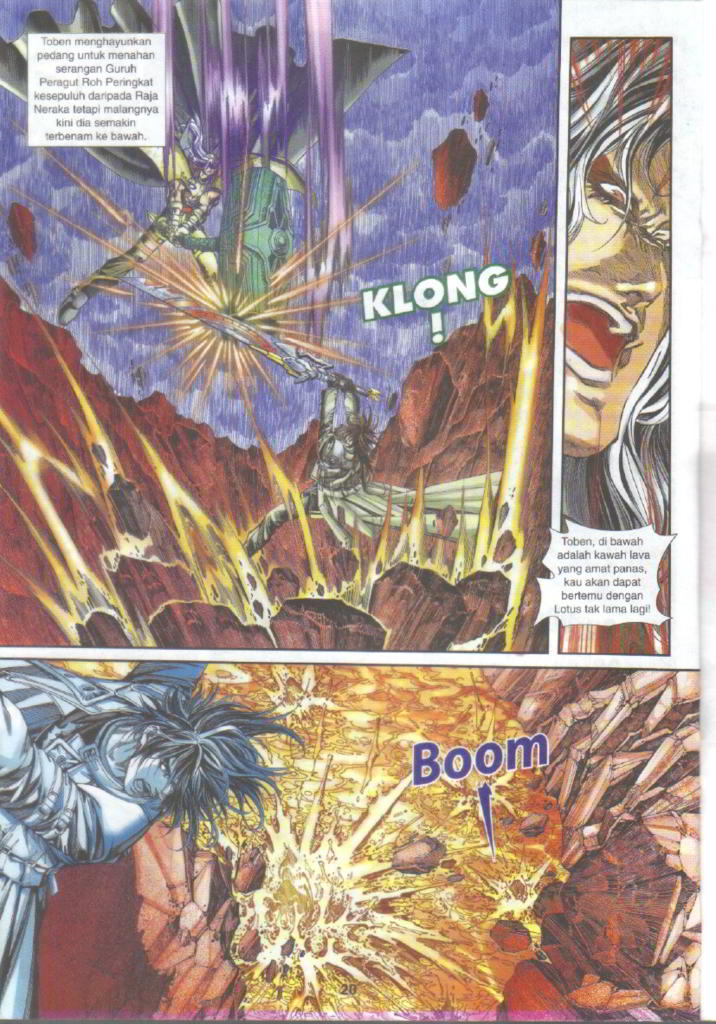 Toben menghayunkan
pedang untuk menahan
serangan Guruh
Peragut Roh Peringkat
kesepuluh daripada Raja
Neraka tetapi malangnya
kini dia semakin
terbenam ke bawah.
KLONG
!
Toben, di bawah
adalah kawah lava
yang amat panas,
kau akan dapat
bertemu dengan
Lotus tak lama lagi!
Boom
20